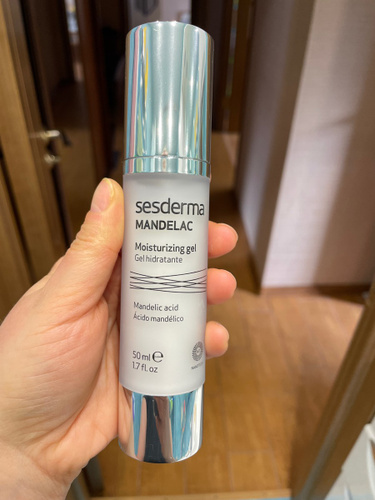 sesderma
MANDELAC
Moisturizing gel
Gel hidratante
Mandelic acid
Ácido mandélico
50 ml ℮
1.7 fl. oz